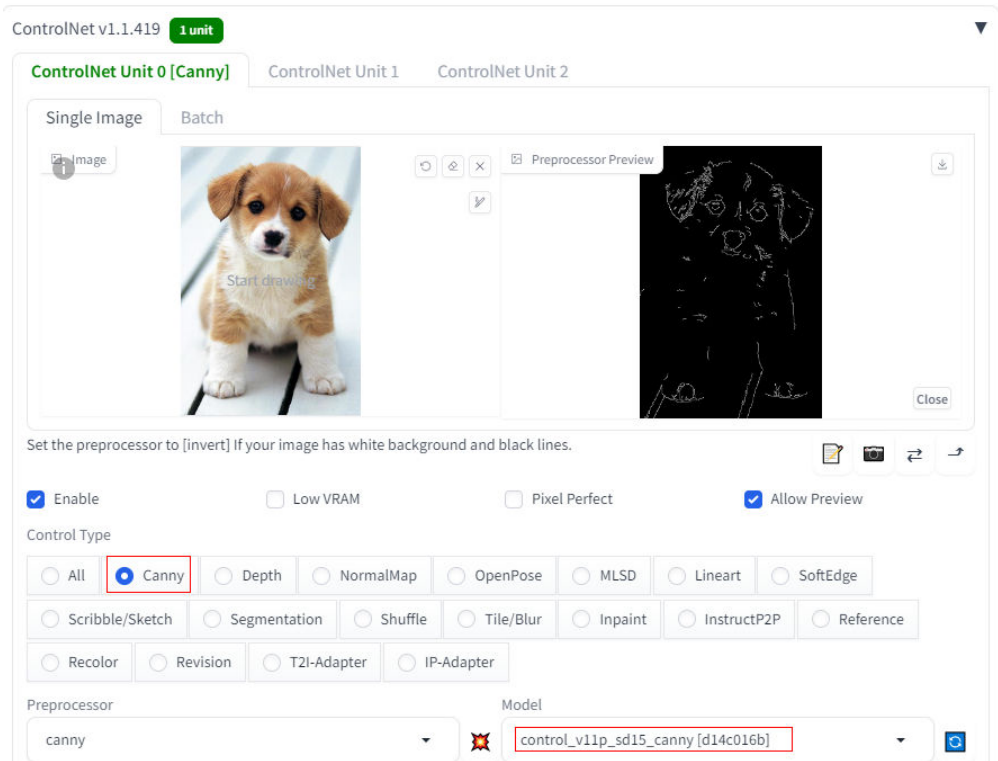 ControlNet v1.1.419 1 unit
ControlNet Unit 0 [Canny] ControlNet Unit 1 ControlNet Unit 2
Single Image Batch
Image Preprocessor Preview
Start drawing
Close
Set the preprocessor to [invert] If your image has white background and black lines.
Enable Low VRAM Pixel Perfect Allow Preview
Control Type
All Canny Depth NormalMap OpenPose MLSD Lineart SoftEdge
Scribble/Sketch Segmentation Shuffle Tile/Blur Inpaint InstructP2P Reference
Recolor Revision T2I-Adapter IP-Adapter
Preprocessor Model
canny control_v11p_sd15_canny [d14c016b]